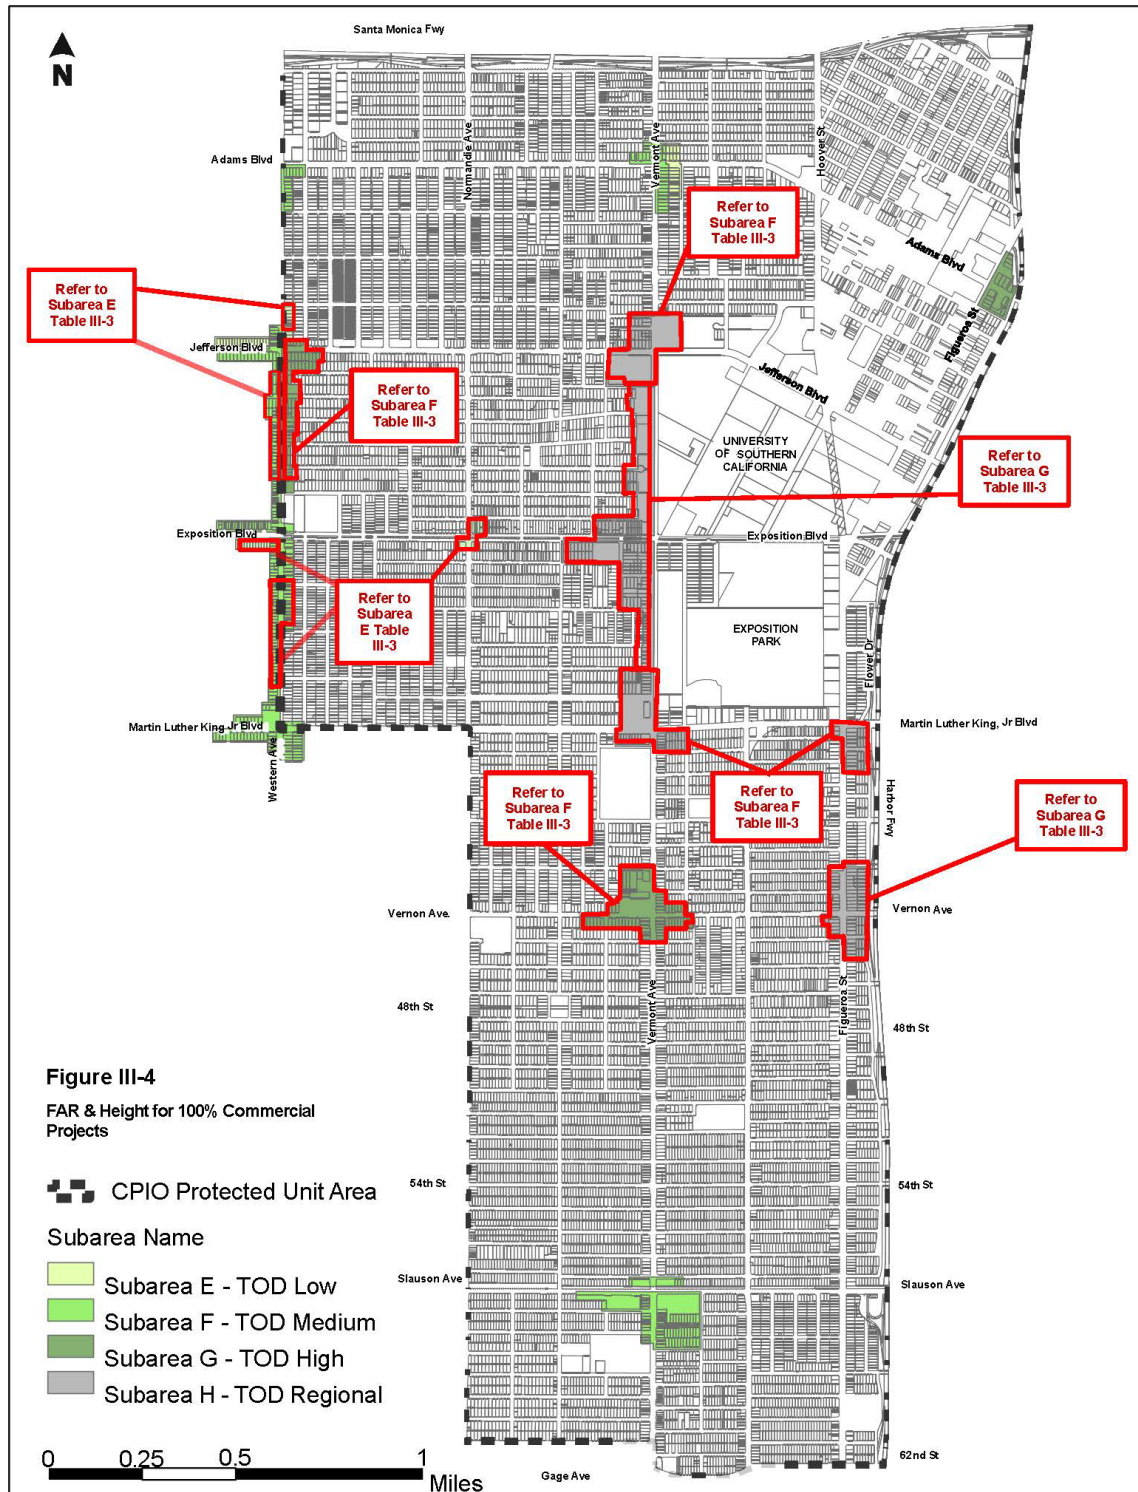 Santa Monica Fwy
N
Normandie Ave
Vermont Ave
Hoover St
Adams Blvd
Refer to
Subarea F
Table III-3
Adams Blvd
Refer to
Subarea E
Table III-3
Figueroa St
Jefferson Blvd
Jefferson Blvd
Refer to
Subarea F
Table III-3
UNIVERSITY
OF SOUTHERN
CALIFORNIA
Refer to
Subarea G
Table III-3
Exposition Blvd
Exposition Blvd
Refer to
Subarea
E Table
III-3
EXPOSITION
PARK
Flower Dr
Martin Luther King Jr Blvd
Martin Luther King, Jr Blvd
Western Ave
Refer to
Subarea F
Table III-3
Refer to
Subarea F
Table III-3
Harbor Fwy
Refer to
Subarea G
Table III-3
Vernon Ave.
Vernon Ave
48th St
Vermont Ave
Figueroa St
48th St
Figure III-4
FAR & Height for 100% Commercial
Projects
CPIO Protected Unit Area
54th St
54th St
Subarea Name
Slauson Ave
Slauson Ave
Subarea E - TOD Low
Subarea F - TOD Medium
Subarea G - TOD High
Subarea H - TOD Regional
0 0.25 0.5 1
Miles
62nd St
Gage Ave